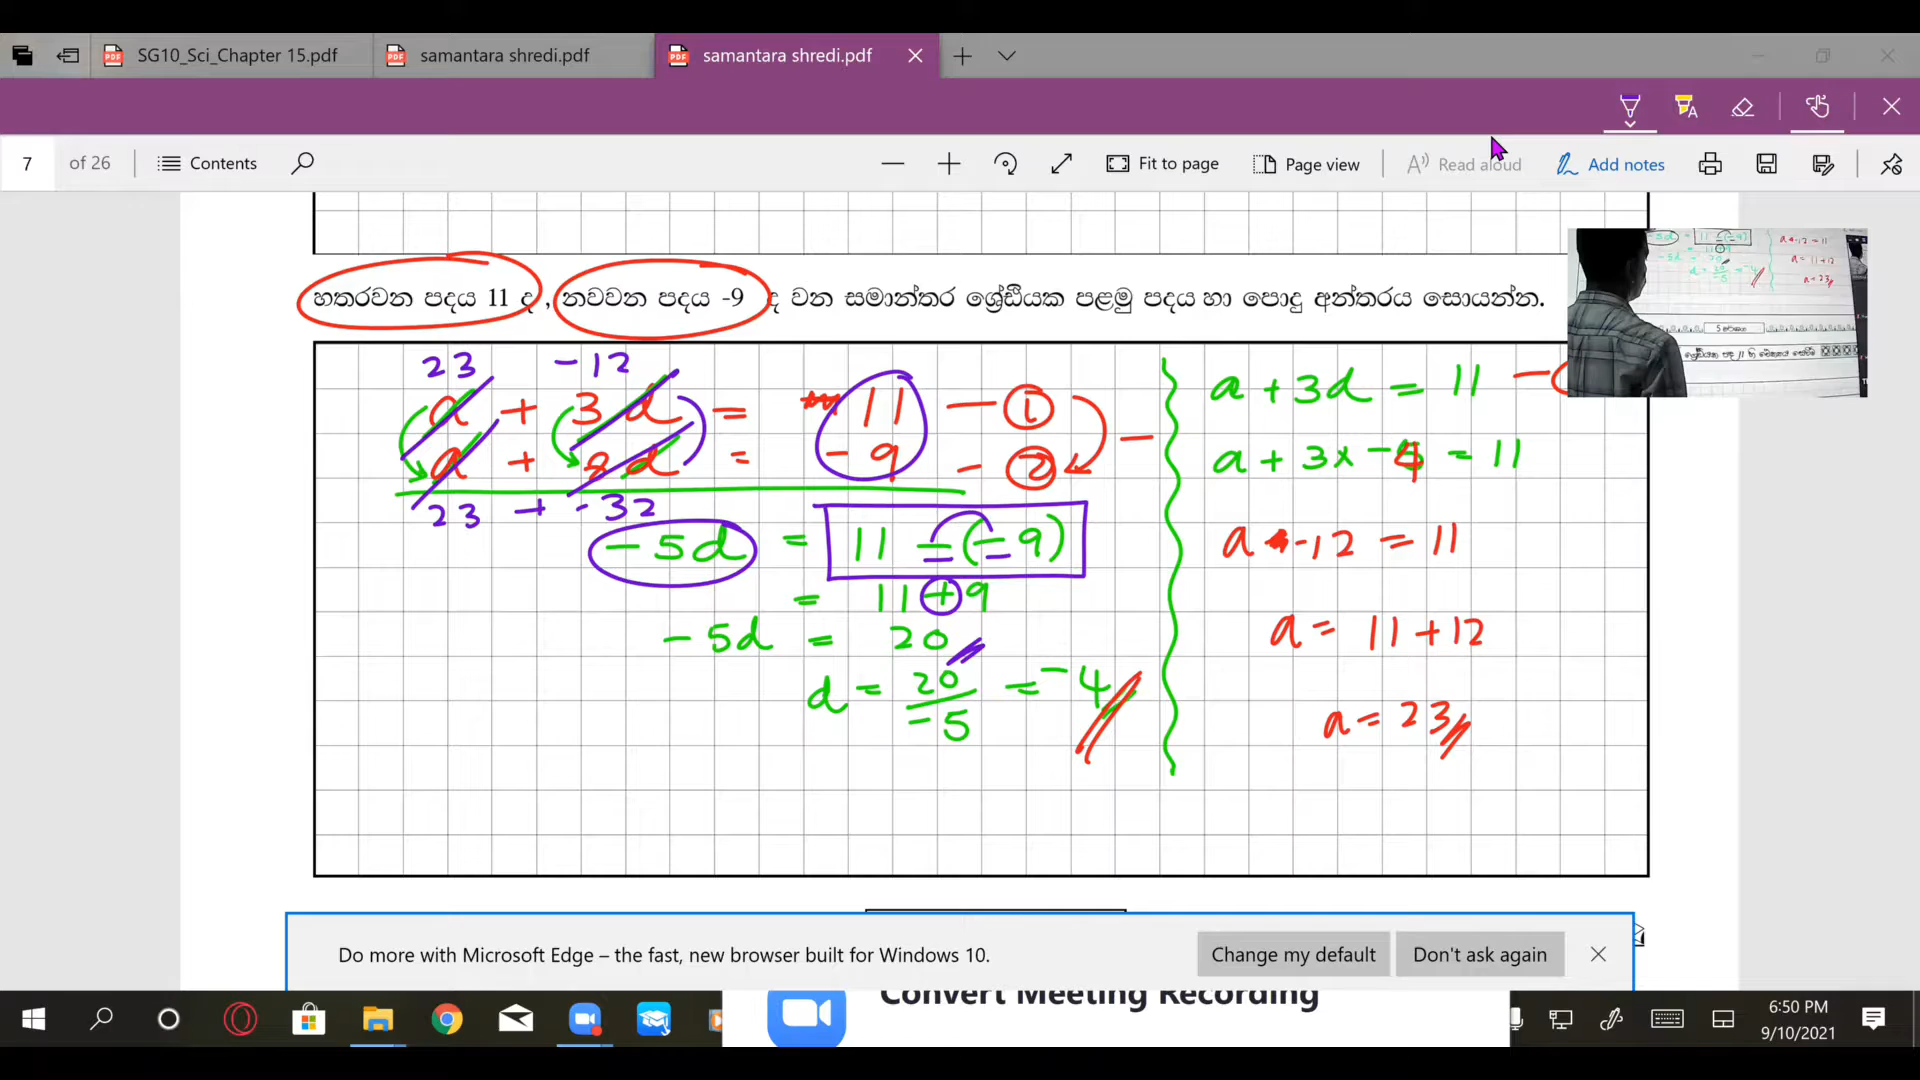 SG10_Sci_Chapter 15.pdf
samantara shredi.pdf
samantara shredi.pdf
7 of 26
Contents
Fit to page
Page view
Read aloud
Add notes
හතරවන පදය 11 ද , නවවන පදය -9 ද වන සමාන්තර ශ්‍රේඪියක පළමු පදය හා පොදු අන්තරය සොයන්න.
23 -12
a + 3d = 11 — ①
a + 8d = -9 - ②
23 + -32
-5d = 11 - (-9)
= 11 + 9
-5d = 20
d = 20/-5 = -4
a + 3d = 11
a + 3x -4 = 11
a -12 = 11
a = 11 + 12
a = 23
Do more with Microsoft Edge – the fast, new browser built for Windows 10.
Change my default
Don't ask again
Convert Meeting Recording
6:50 PM
9/10/2021